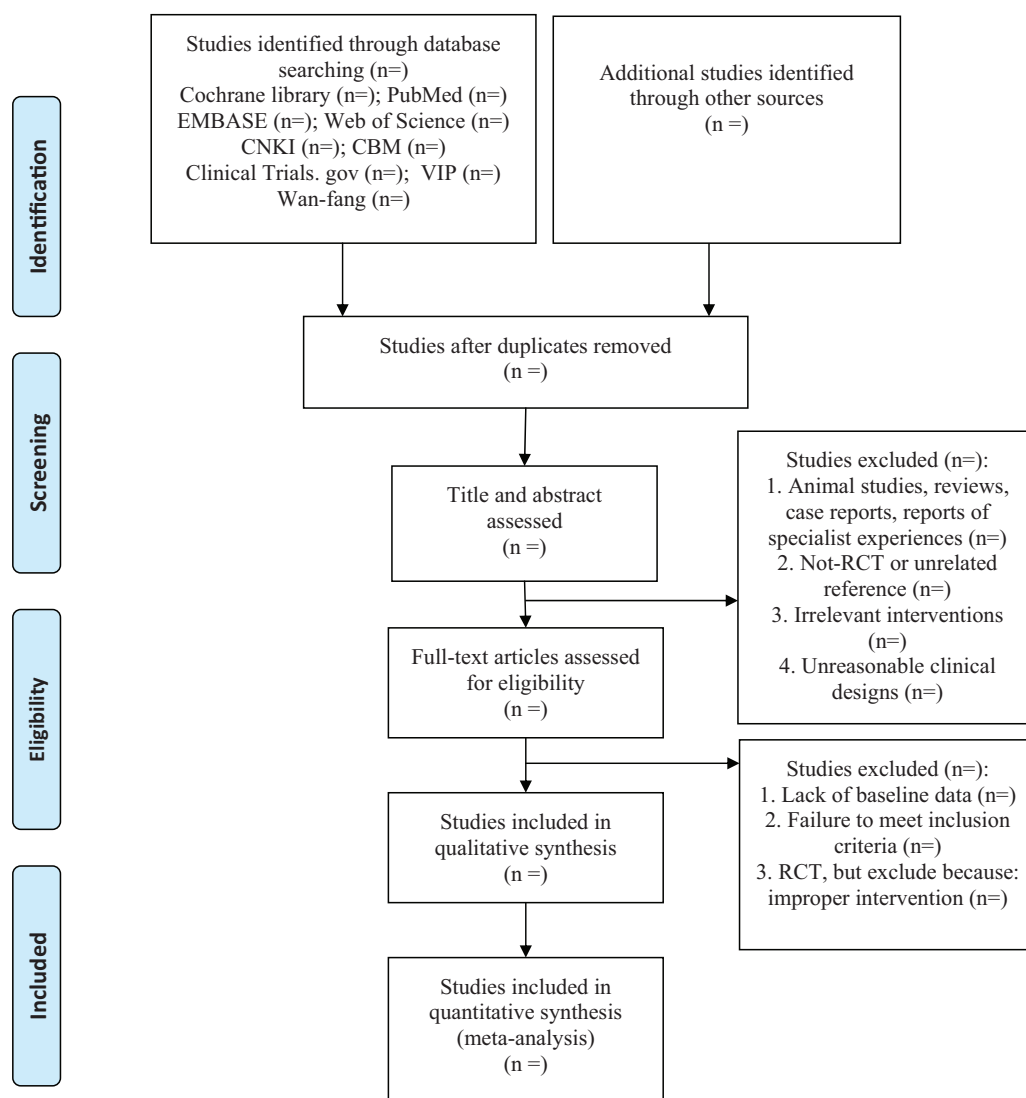 Identification
Studies identified through database
searching (n=)
Cochrane library (n=); PubMed (n=)
EMBASE (n=); Web of Science (n=)
CNKI (n=); CBM (n=)
Clinical Trials. gov (n=); VIP (n=)
Wan-fang (n=)
Additional studies identified
through other sources
(n =)
Studies after duplicates removed
(n =)
Screening
Title and abstract
assessed
(n =)
Studies excluded (n=):
1. Animal studies, reviews,
case reports, reports of
specialist experiences (n=)
2. Not-RCT or unrelated
reference (n=)
3. Irrelevant interventions
(n=)
4. Unreasonable clinical
designs (n=)
Eligibility
Full-text articles assessed
for eligibility
(n =)
Studies excluded (n=):
1. Lack of baseline data (n=)
2. Failure to meet inclusion
criteria (n=)
3. RCT, but exclude because:
improper intervention (n=)
Studies included in
qualitative synthesis
(n =)
Included
Studies included in
quantitative synthesis
(meta-analysis)
(n =)